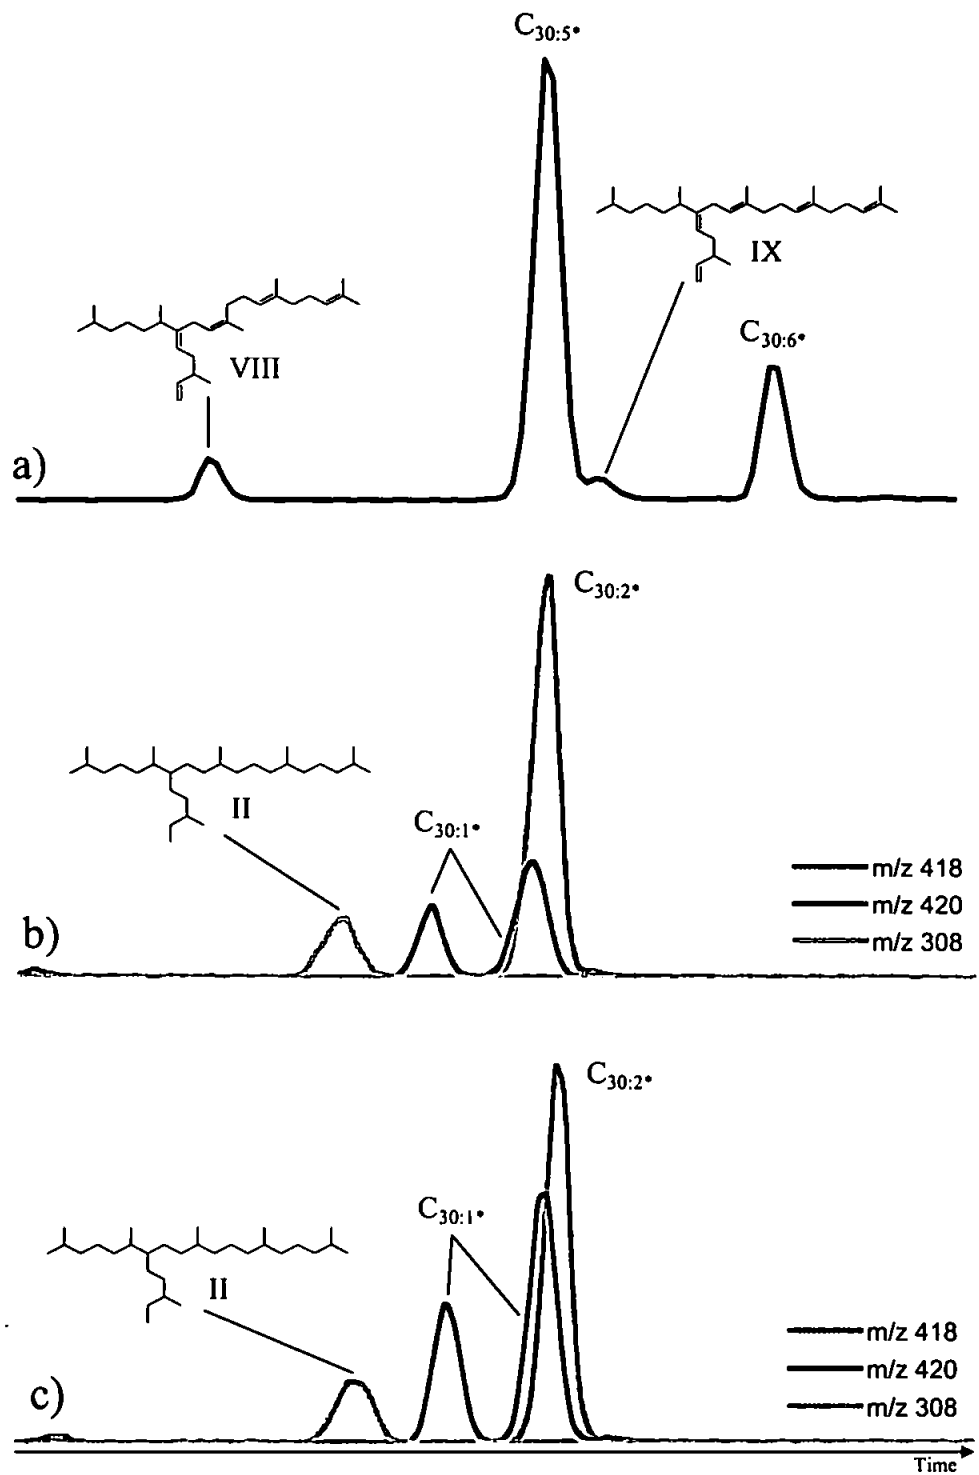 C30:5*
IX
C30:6*
VIII
a)
C30:2*
II
C30:1*
m/z 418
m/z 420
b)
m/z 308
C30:2*
C30:1*
II
m/z 418
m/z 420
c)
m/z 308
Time